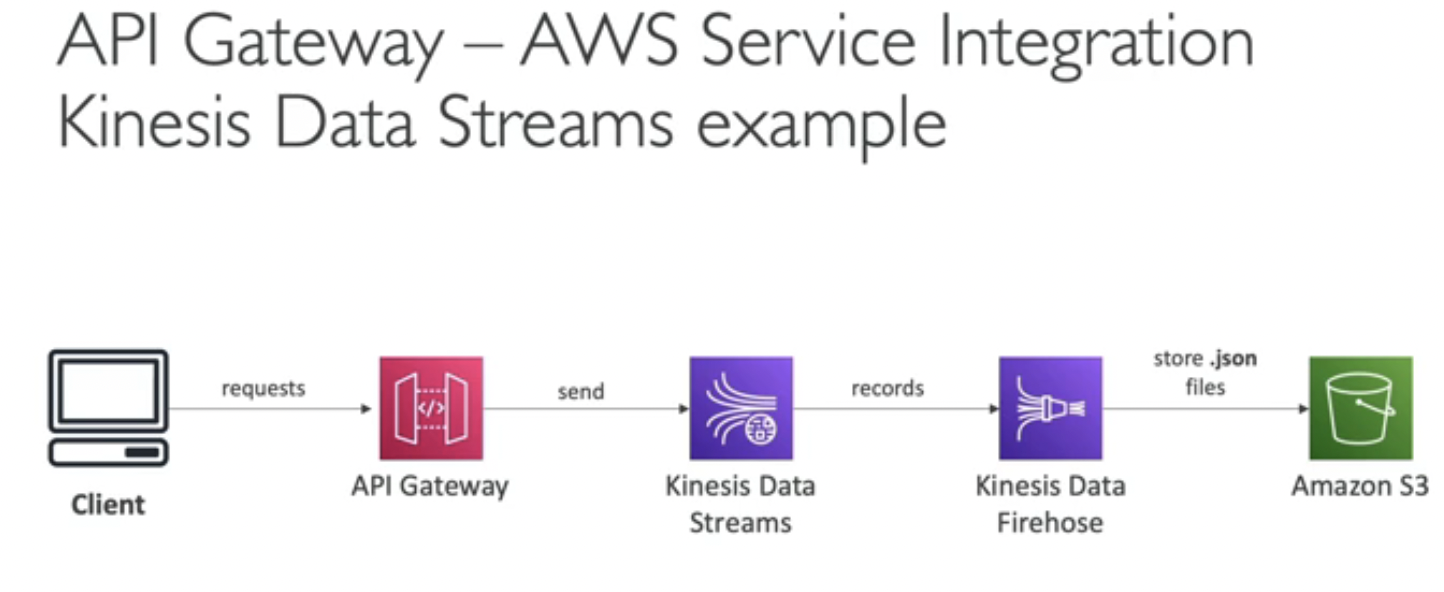 API Gateway – AWS Service Integration
Kinesis Data Streams example
requests
send
records
store .json
files
Client
API Gateway
Kinesis Data
Streams
Kinesis Data
Firehose
Amazon S3